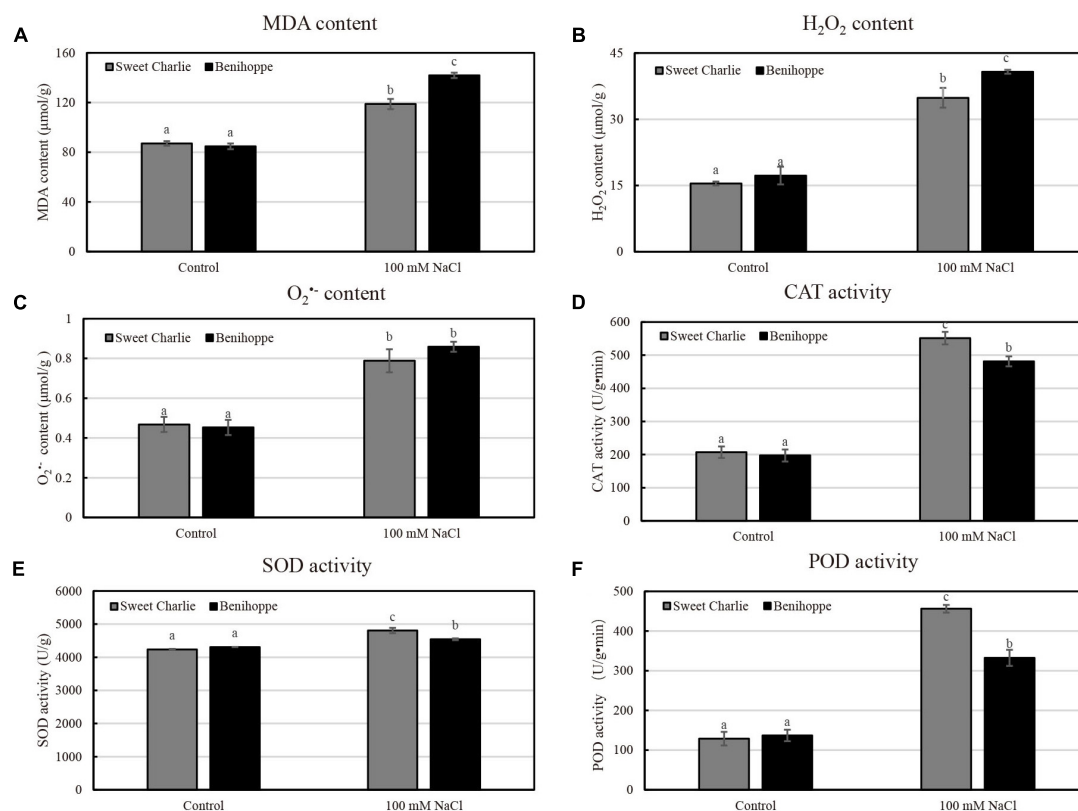 A
MDA content
160
120
80
40
0
MDA content (μmol/g)
Sweet Charlie Benihoppe
a a b c
Control 100 mM NaCl
B
H₂O₂ content
45
30
15
0
H₂O₂ content (μmol/g)
Sweet Charlie Benihoppe
a a b c
Control 100 mM NaCl
C
O₂•- content
1
0.8
0.6
0.4
0.2
0
O₂•- content (μmol/g)
Sweet Charlie Benihoppe
a a b b
Control 100 mM NaCl
D
CAT activity
600
500
400
300
200
100
0
CAT activity (U/g•min)
Sweet Charlie Benihoppe
a a c b
Control 100 mM NaCl
E
SOD activity
6000
5000
4000
3000
2000
1000
0
SOD activity (U/g)
Sweet Charlie Benihoppe
a a c b
Control 100 mM NaCl
F
POD activity
500
400
300
200
100
0
POD activity (U/g•min)
Sweet Charlie Benihoppe
a a c b
Control 100 mM NaCl